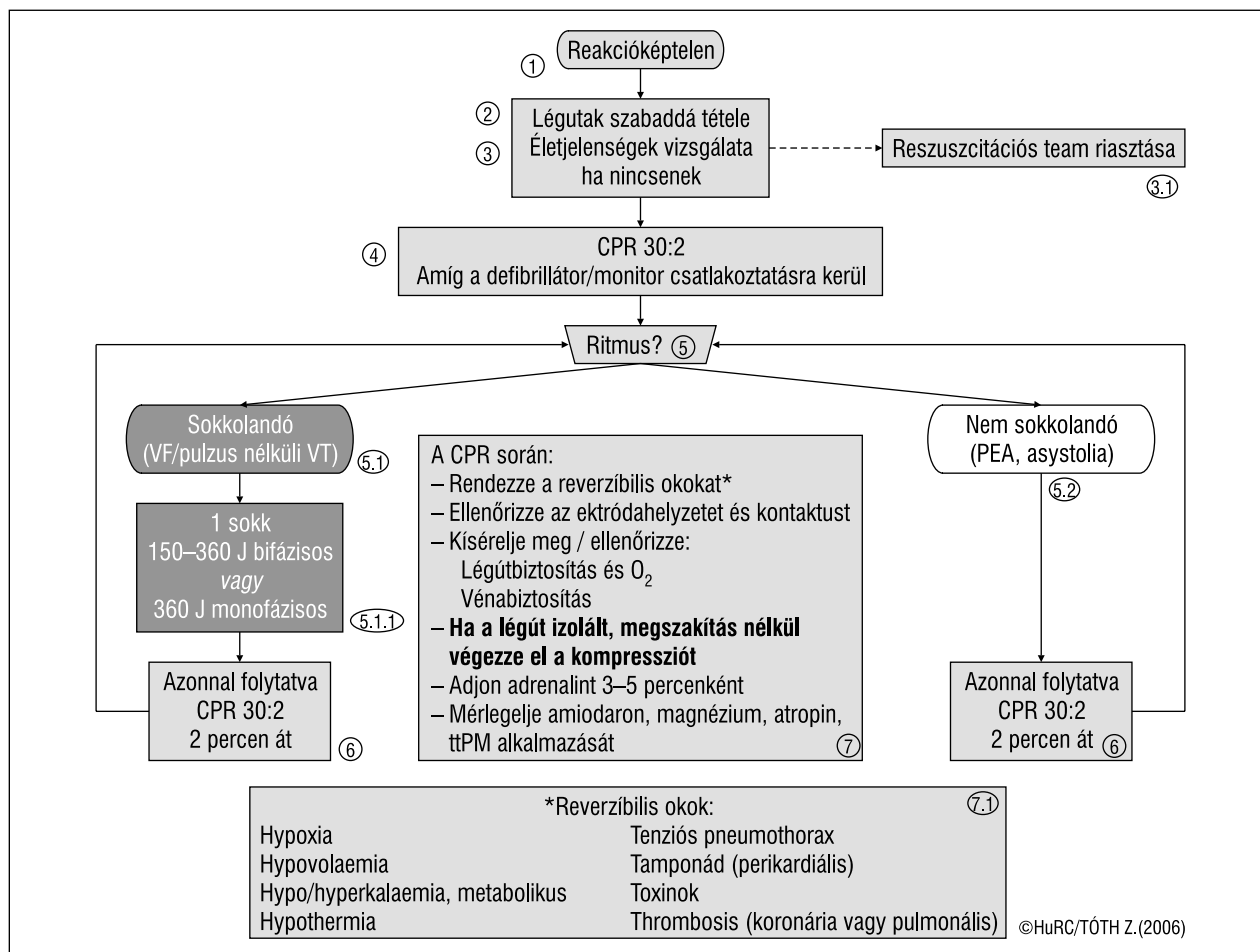 Reakcióképtelen
①
②
Légutak szabaddá tétele
③
Életjelenségek vizsgálata
ha nincsenek
Reszuszcitációs team riasztása
3.1
CPR 30:2
④
Amíg a defibrillátor/monitor csatlakoztatásra kerül
Ritmus? ⑤
Sokkolandó
(VF/pulzus nélküli VT)
5.1
1 sokk
150–360 J bifázisos
vagy
360 J monofázisos
5.1.1
Azonnal folytatva
CPR 30:2
2 percen át
⑥
A CPR során:
– Rendezze a reverzíbilis okokat*
– Ellenőrizze az ektródahelyzetet és kontaktust
– Kísérelje meg / ellenőrizze:
Légútbiztosítás és O₂
Vénabiztosítás
– Ha a légút izolált, megszakítás nélkül
végezze el a kompressziót
– Adjon adrenalint 3–5 percenként
– Mérlegelje amiodaron, magnézium, atropin,
ttPM alkalmazását
⑦
Nem sokkolandó
(PEA, asystolia)
5.2
Azonnal folytatva
CPR 30:2
2 percen át ⑥
*Reverzíbilis okok:
7.1
Hypoxia
Hypovolaemia
Hypo/hyperkalaemia, metabolikus
Hypothermia
Tenziós pneumothorax
Tamponád (perikardiális)
Toxinok
Thrombosis (koronária vagy pulmonális)
©HuRC/TÓTH Z.(2006)